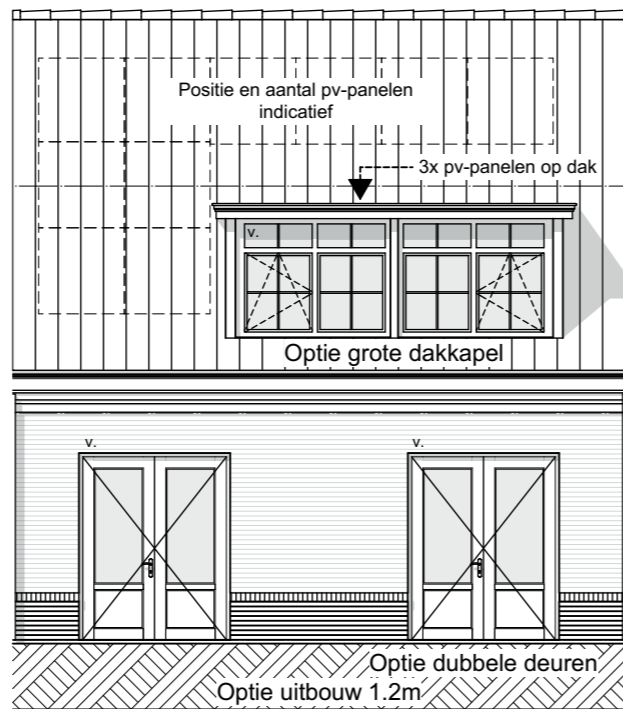 Positie en aantal pv-panelen
indicatief
3x pv-panelen op dak
v.
Optie grote dakkapel
v.
v.
Optie dubbele deuren
Optie uitbouw 1.2m